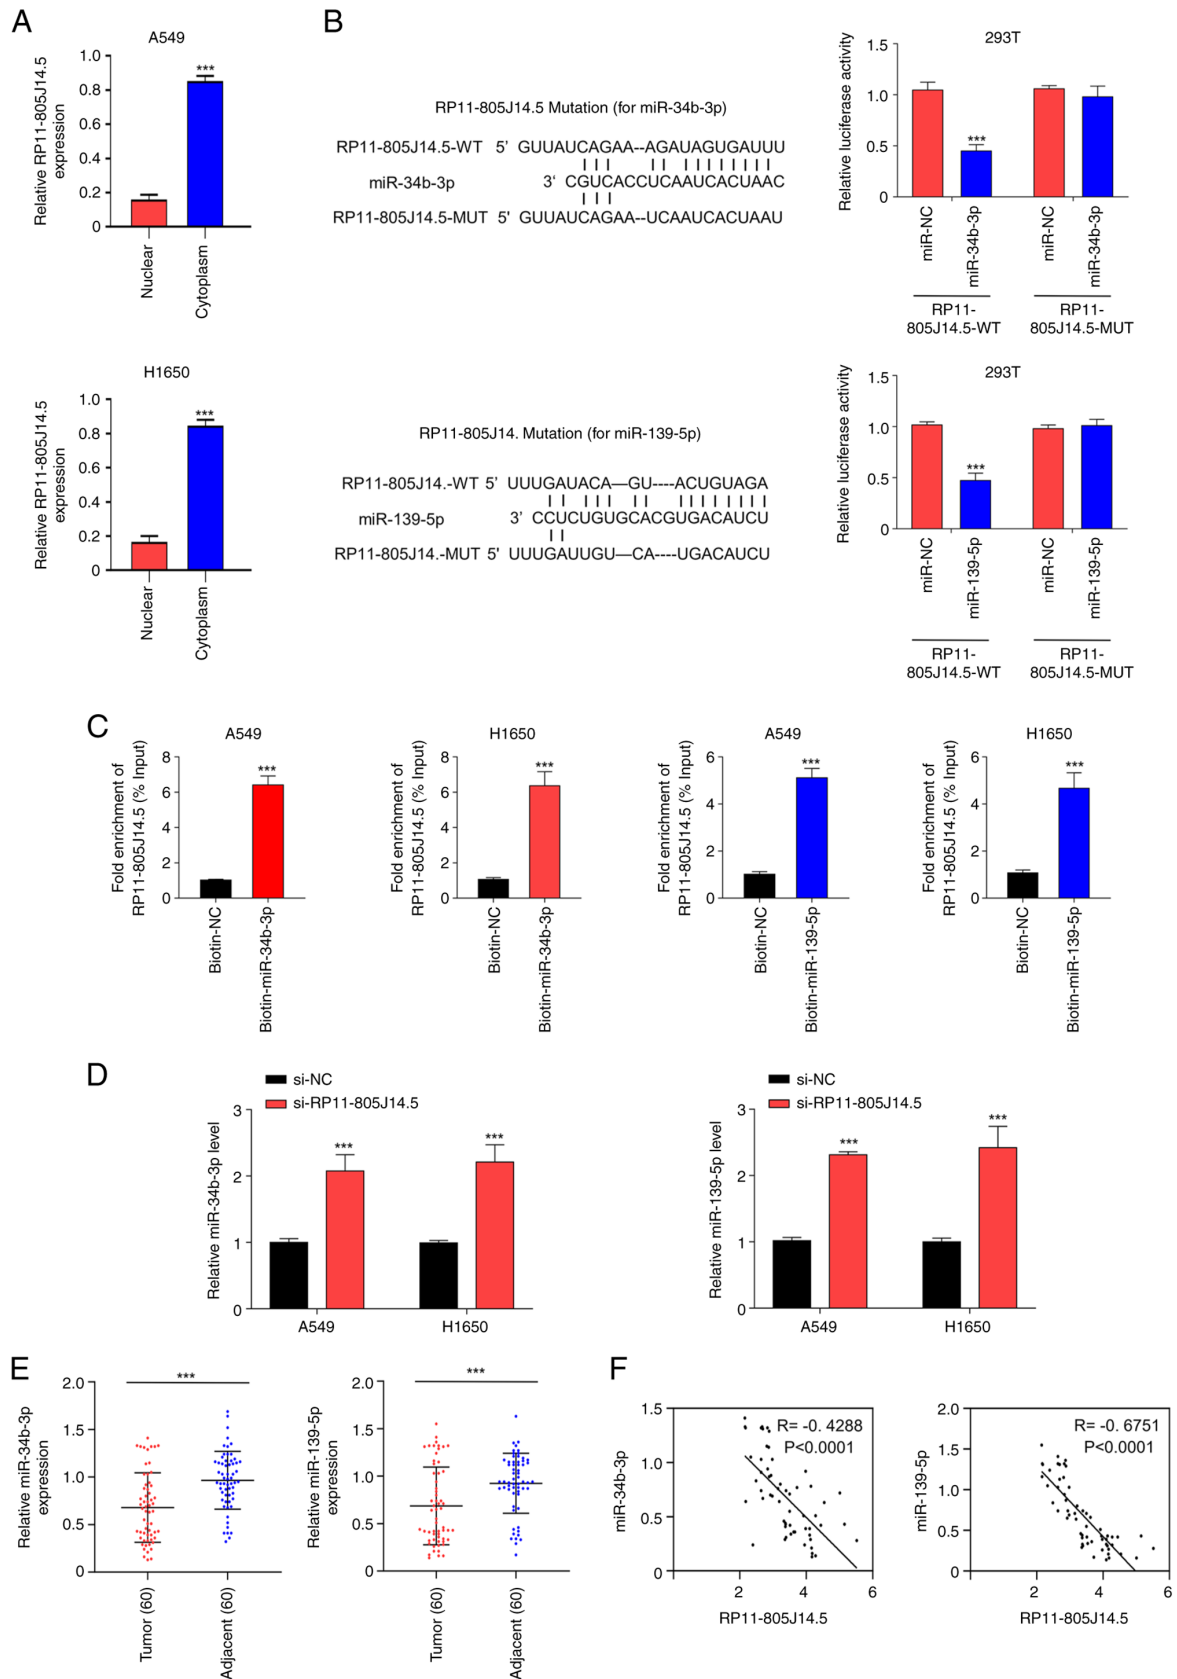 A
A549
Relative RP11-805J14.5
expression
1.0
0.8
0.6
0.4
0.2
0
***
Nuclear
Cytoplasm
H1650
Relative RP11-805J14.5
expression
1.0
0.8
0.6
0.4
0.2
0
***
Nuclear
Cytoplasm
B
RP11-805J14.5 Mutation (for miR-34b-3p)
RP11-805J14.5-WT 5' GUUAUCAGAA--AGAUAGUGAUUU
miR-34b-3p 3' CGUCACCUCAAUCACUAAC
RP11-805J14.5-MUT 5' GUUAUCAGAA--UCAAUCACUAAU
293T
Relative luciferase activity
1.5
1.0
0.5
0
***
miR-NC
miR-34b-3p
miR-NC
miR-34b-3p
RP11-
805J14.5-WT
RP11-
805J14.5-MUT
RP11-805J14. Mutation (for miR-139-5p)
RP11-805J14.-WT 5' UUUGAUACA—GU----ACUGUAGA
miR-139-5p 3' CCUCUGUGCACGUGACAUCU
RP11-805J14.-MUT 5' UUUGAUUGU—CA----UGACAUCU
293T
Relative luciferase activity
1.5
1.0
0.5
0
***
miR-NC
miR-139-5p
miR-NC
miR-139-5p
RP11-
805J14.5-WT
RP11-
805J14.5-MUT
C
A549
Fold enrichment of
RP11-805J14.5 (% Input)
8
6
4
2
0
***
Biotin-NC
Biotin-miR-34b-3p
H1650
Fold enrichment of
RP11-805J14.5 (% Input)
8
6
4
2
0
***
Biotin-NC
Biotin-miR-34b-3p
A549
Fold enrichment of
RP11-805J14.5 (% Input)
6
4
2
0
***
Biotin-NC
Biotin-miR-139-5p
H1650
Fold enrichment of
RP11-805J14.5 (% Input)
6
4
2
0
***
Biotin-NC
Biotin-miR-139-5p
D
si-NC
si-RP11-805J14.5
Relative miR-34b-3p level
3
2
1
0
***
***
A549
H1650
si-NC
si-RP11-805J14.5
Relative miR-139-5p level
3
2
1
0
***
***
A549
H1650
E
Relative miR-34b-3p
expression
2.0
1.5
1.0
0.5
0
***
Tumor (60)
Adjacent (60)
Relative miR-139-5p
expression
2.0
1.5
1.0
0.5
0
***
Tumor (60)
Adjacent (60)
F
miR-34b-3p
1.5
1.0
0.5
0
R= -0.4288
P<0.0001
2
4
6
RP11-805J14.5
miR-139-5p
2.0
1.5
1.0
0.5
0
R= -0.6751
P<0.0001
2
4
6
RP11-805J14.5